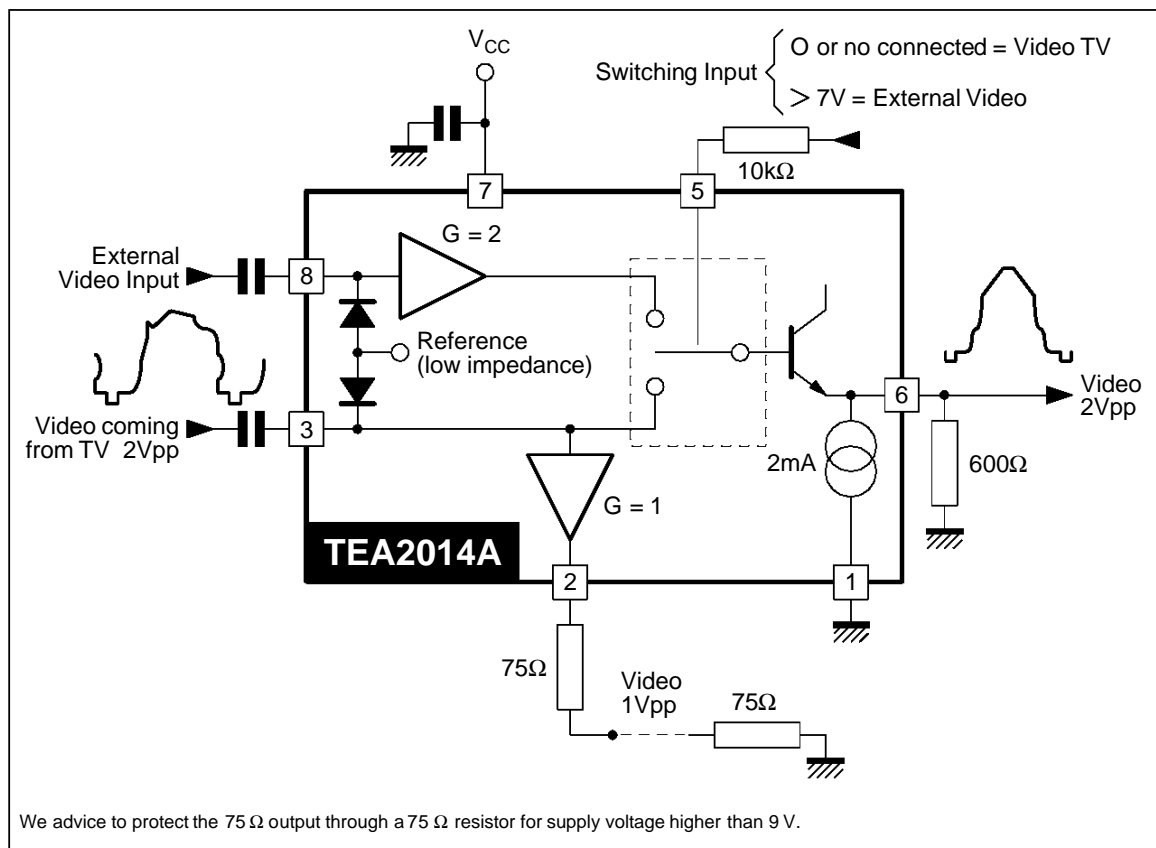 V_CC
Switching Input
O or no connected = Video TV
> 7V = External Video
10kΩ
7
5
G = 2
External
Video Input
8
Reference
(low impedance)
Video coming
from TV 2Vpp
3
6
Video
2Vpp
2mA
600Ω
G = 1
TEA2014A
2
1
75Ω
Video
1Vpp
75Ω
We advice to protect the 75 Ω output through a 75 Ω resistor for supply voltage higher than 9 V.